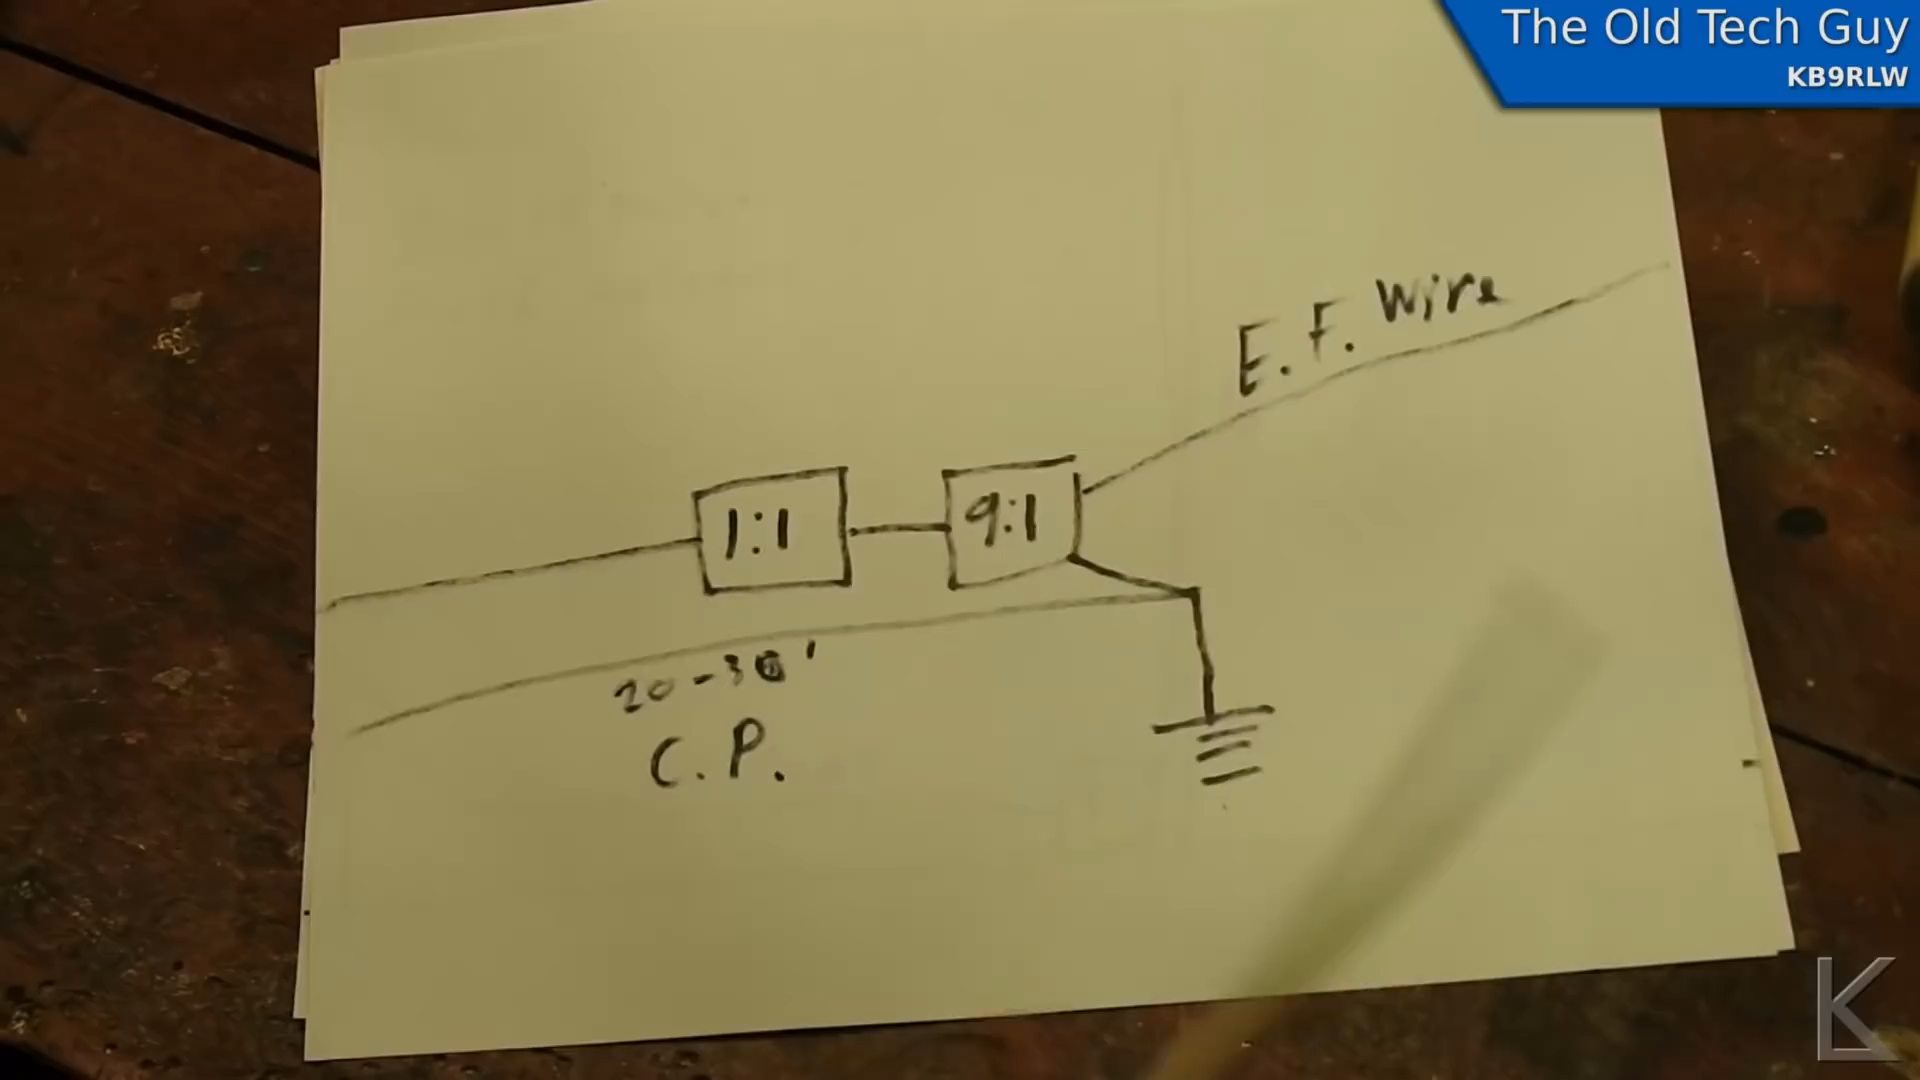 The Old Tech Guy
KB9RLW
E. F. Wire
1:1
9:1
20-30'
C. P.
K